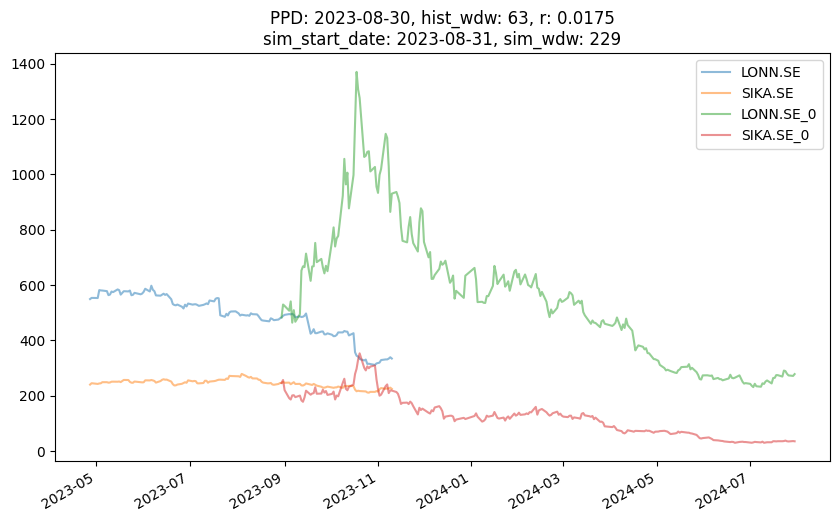 PPD: 2023-08-30, hist_wdw: 63, r: 0.0175
sim_start_date: 2023-08-31, sim_wdw: 229
LONN.SE
SIKA.SE
LONN.SE_0
SIKA.SE_0
1400
1200
1000
800
600
400
200
0
2023-05
2023-07
2023-09
2023-11
2024-01
2024-03
2024-05
2024-07